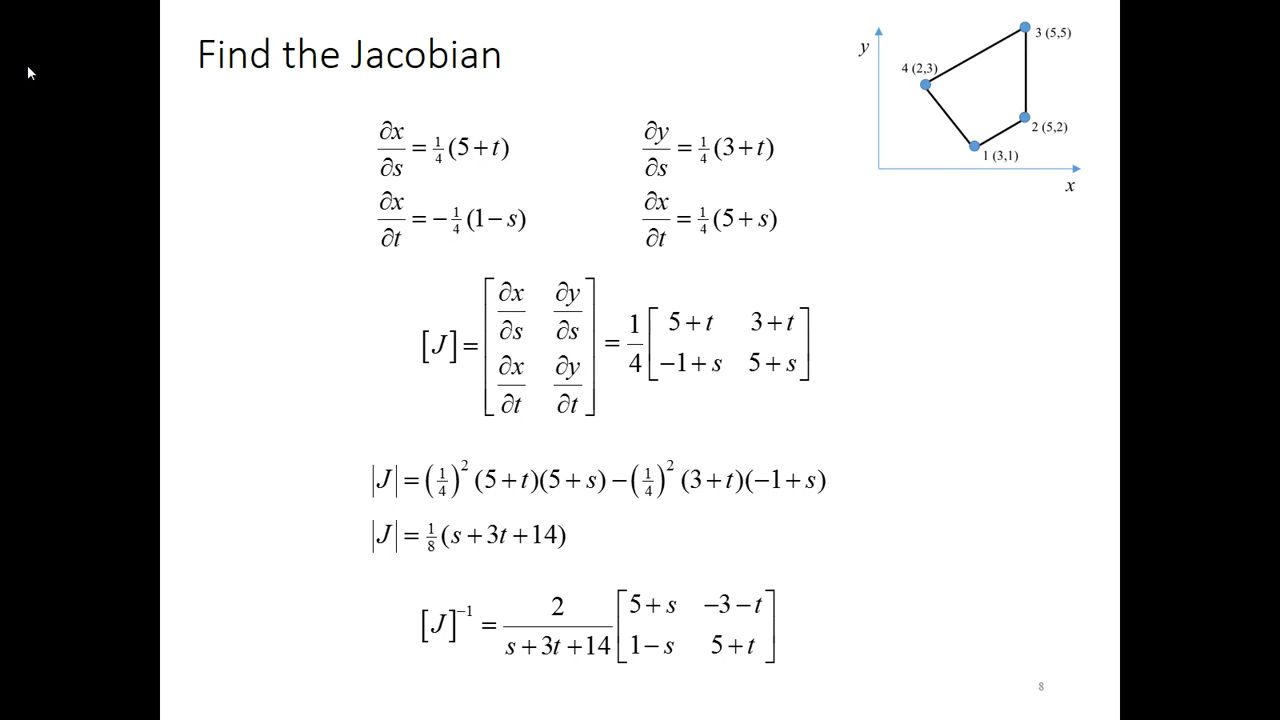 Find the Jacobian
y
3 (5,5)
4 (2,3)
2 (5,2)
1 (3,1)
x
∂x/∂s = 1/4 (5 + t)    ∂y/∂s = 1/4 (3 + t)
∂x/∂t = −1/4 (1 − s)    ∂x/∂t = 1/4 (5 + s)
[J] = [∂x/∂s  ∂y/∂s; ∂x/∂t  ∂y/∂t] = 1/4 [5 + t  3 + t; −1 + s  5 + s]
|J| = (1/4)² (5 + t)(5 + s) − (1/4)² (3 + t)(−1 + s)
|J| = 1/8 (s + 3t + 14)
[J]⁻¹ = 2/(s + 3t + 14) [5 + s  −3 − t; 1 − s  5 + t]
8